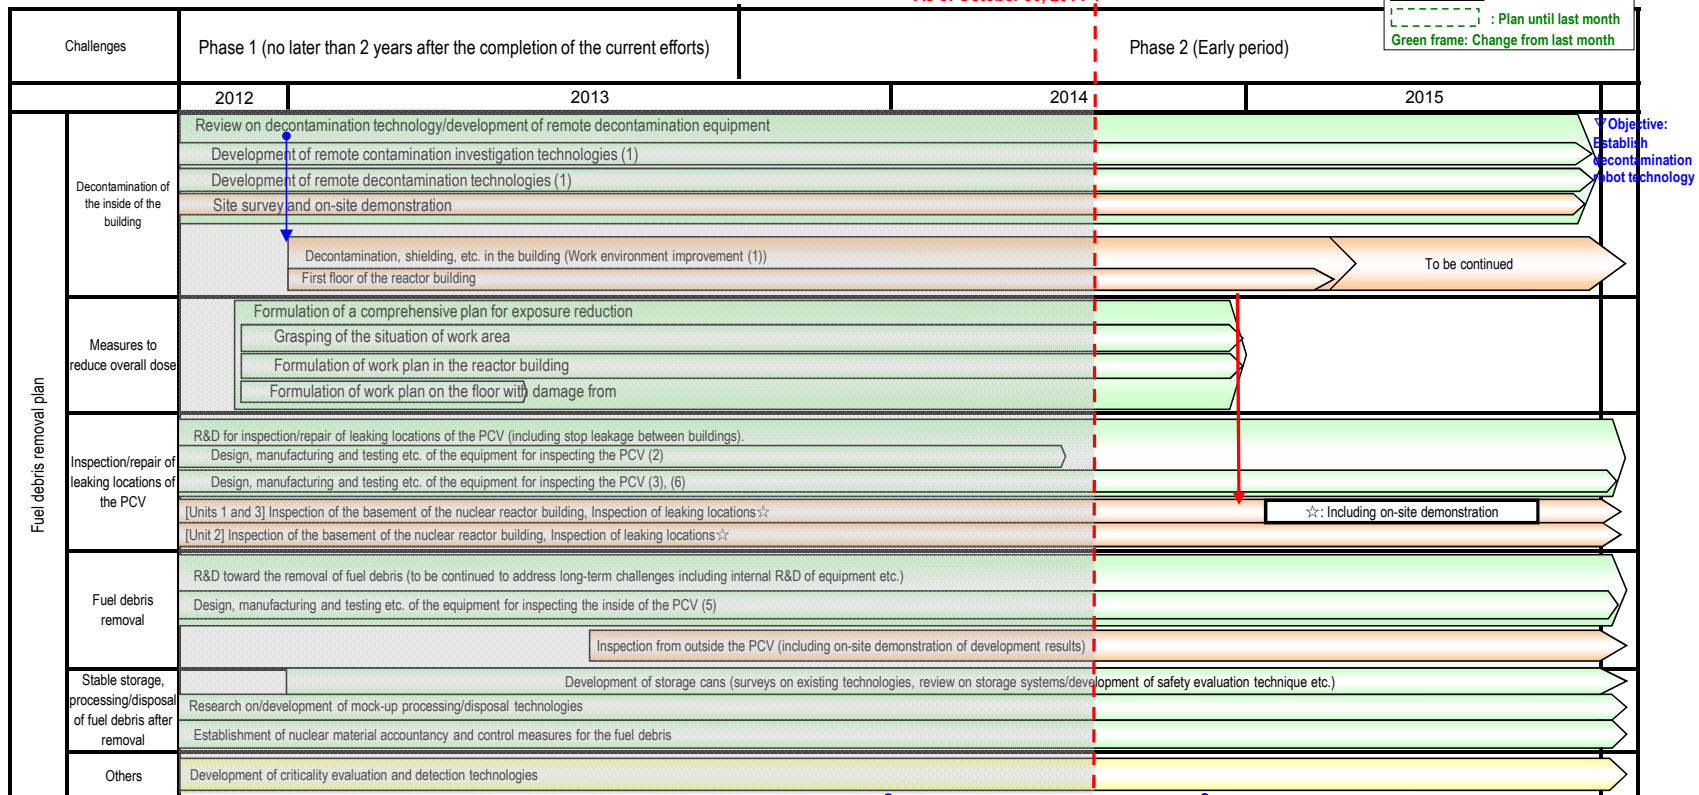 : Plan until last month
Green frame: Change from last month
Challenges
Phase 1 (no later than 2 years after the completion of the current efforts)
Phase 2 (Early period)
2012
2013
2014
2015
Fuel debris removal plan
Decontamination of
the inside of the
building
Review on decontamination technology/development of remote decontamination equipment
Development of remote contamination investigation technologies (1)
Development of remote decontamination technologies (1)
Site survey and on-site demonstration
▽Objective:
Establish
decontamination
robot technology
Decontamination, shielding, etc. in the building (Work environment improvement (1))
First floor of the reactor building
To be continued
Measures to
reduce overall dose
Formulation of a comprehensive plan for exposure reduction
Grasping of the situation of work area
Formulation of work plan in the reactor building
Formulation of work plan on the floor with damage from
Inspection/repair of
leaking locations of
the PCV
R&D for inspection/repair of leaking locations of the PCV (including stop leakage between buildings).
Design, manufacturing and testing etc. of the equipment for inspecting the PCV (2)
Design, manufacturing and testing etc. of the equipment for inspecting the PCV (3), (6)
[Units 1 and 3] Inspection of the basement of the nuclear reactor building, Inspection of leaking locations☆
☆: Including on-site demonstration
[Unit 2] Inspection of the basement of the nuclear reactor building, Inspection of leaking locations☆
Fuel debris
removal
R&D toward the removal of fuel debris (to be continued to address long-term challenges including internal R&D of equipment etc.)
Design, manufacturing and testing etc. of the equipment for inspecting the inside of the PCV (5)
Inspection from outside the PCV (including on-site demonstration of development results)
Stable storage,
processing/disposal
of fuel debris after
removal
Development of storage cans (surveys on existing technologies, review on storage systems/development of safety evaluation technique etc.)
Research on/development of mock-up processing/disposal technologies
Establishment of nuclear material accountancy and control measures for the fuel debris
Others
Development of criticality evaluation and detection technologies